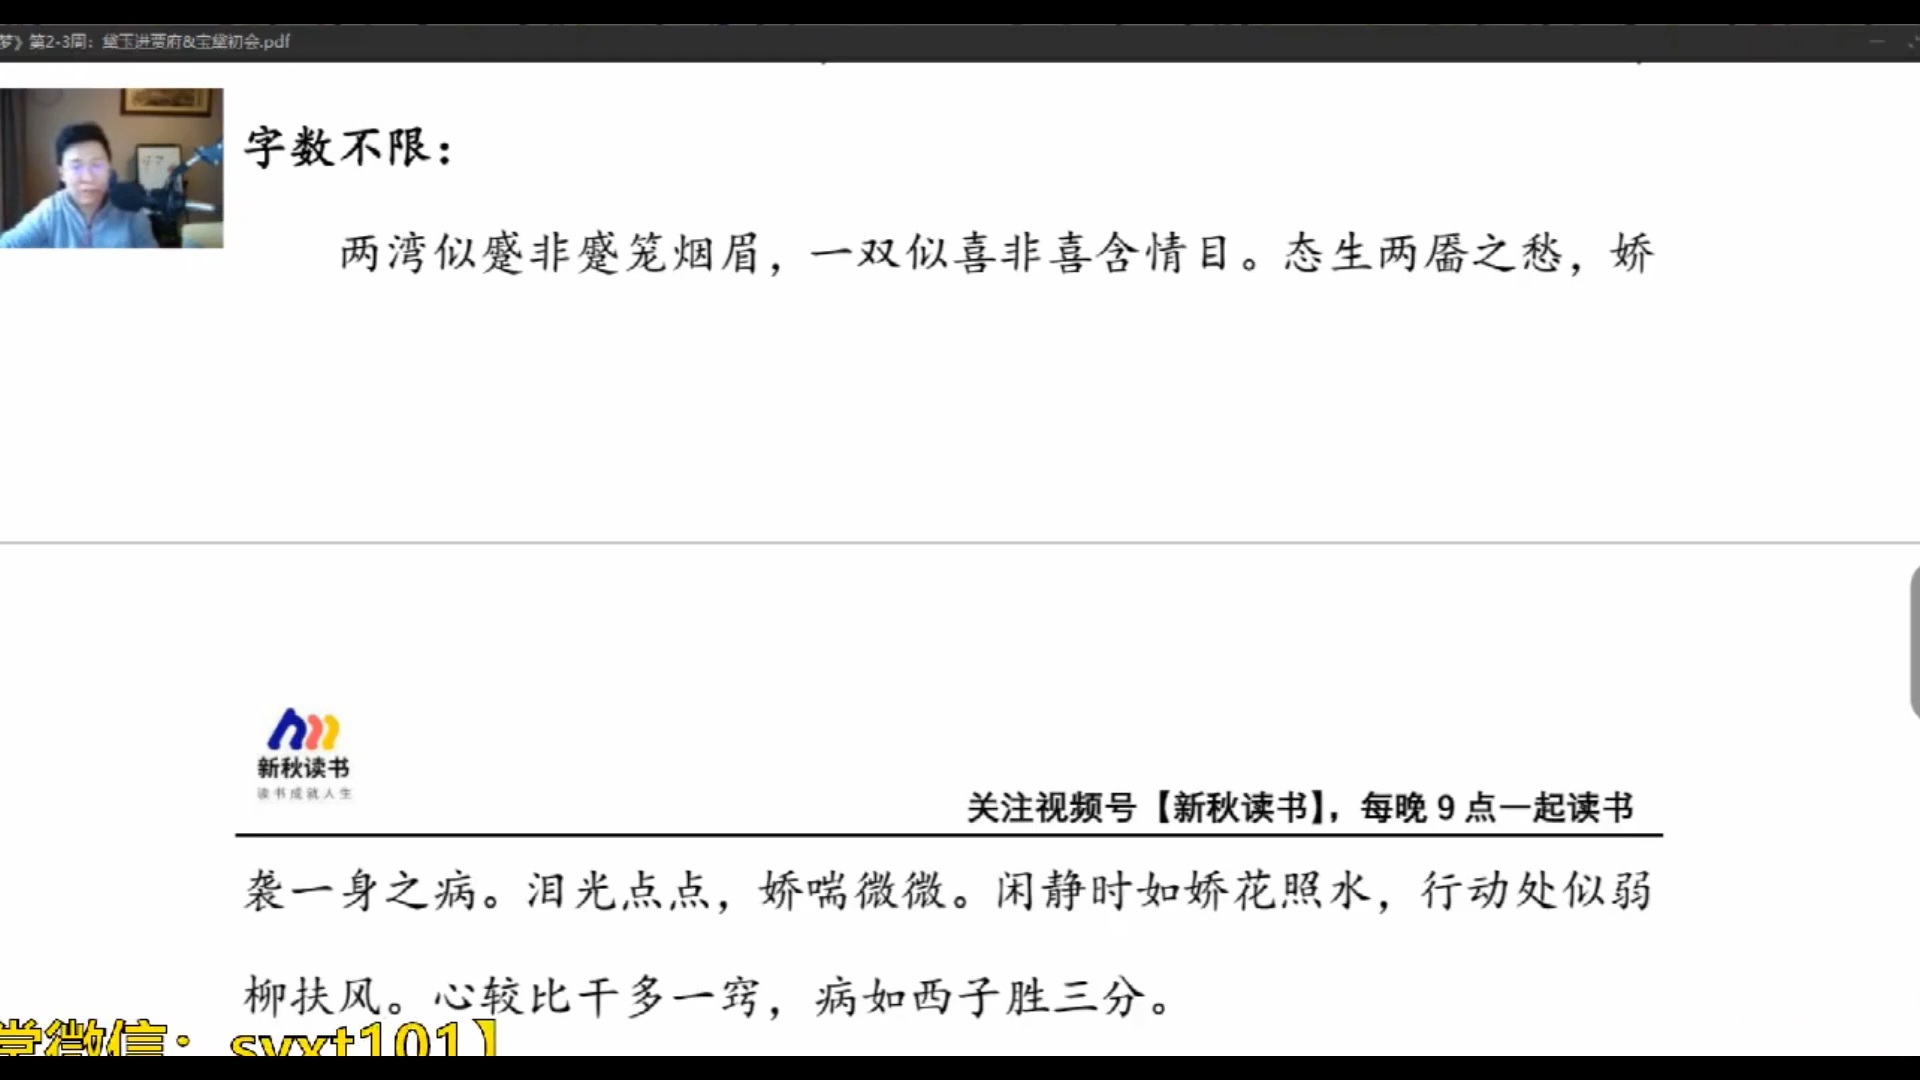 梦》第2-3周：黛玉进贾府&宝黛初会.pdf
字数不限：
两湾似蹙非蹙笼烟眉，一双似喜非喜含情目。态生两靥之愁，娇
新秋读书
读书成就人生
关注视频号【新秋读书】，每晚9点一起读书
袭一身之病。泪光点点，娇喘微微。闲静时如娇花照水，行动处似弱
柳扶风。心较比干多一窍，病如西子胜三分。
堂微信：syxt101】